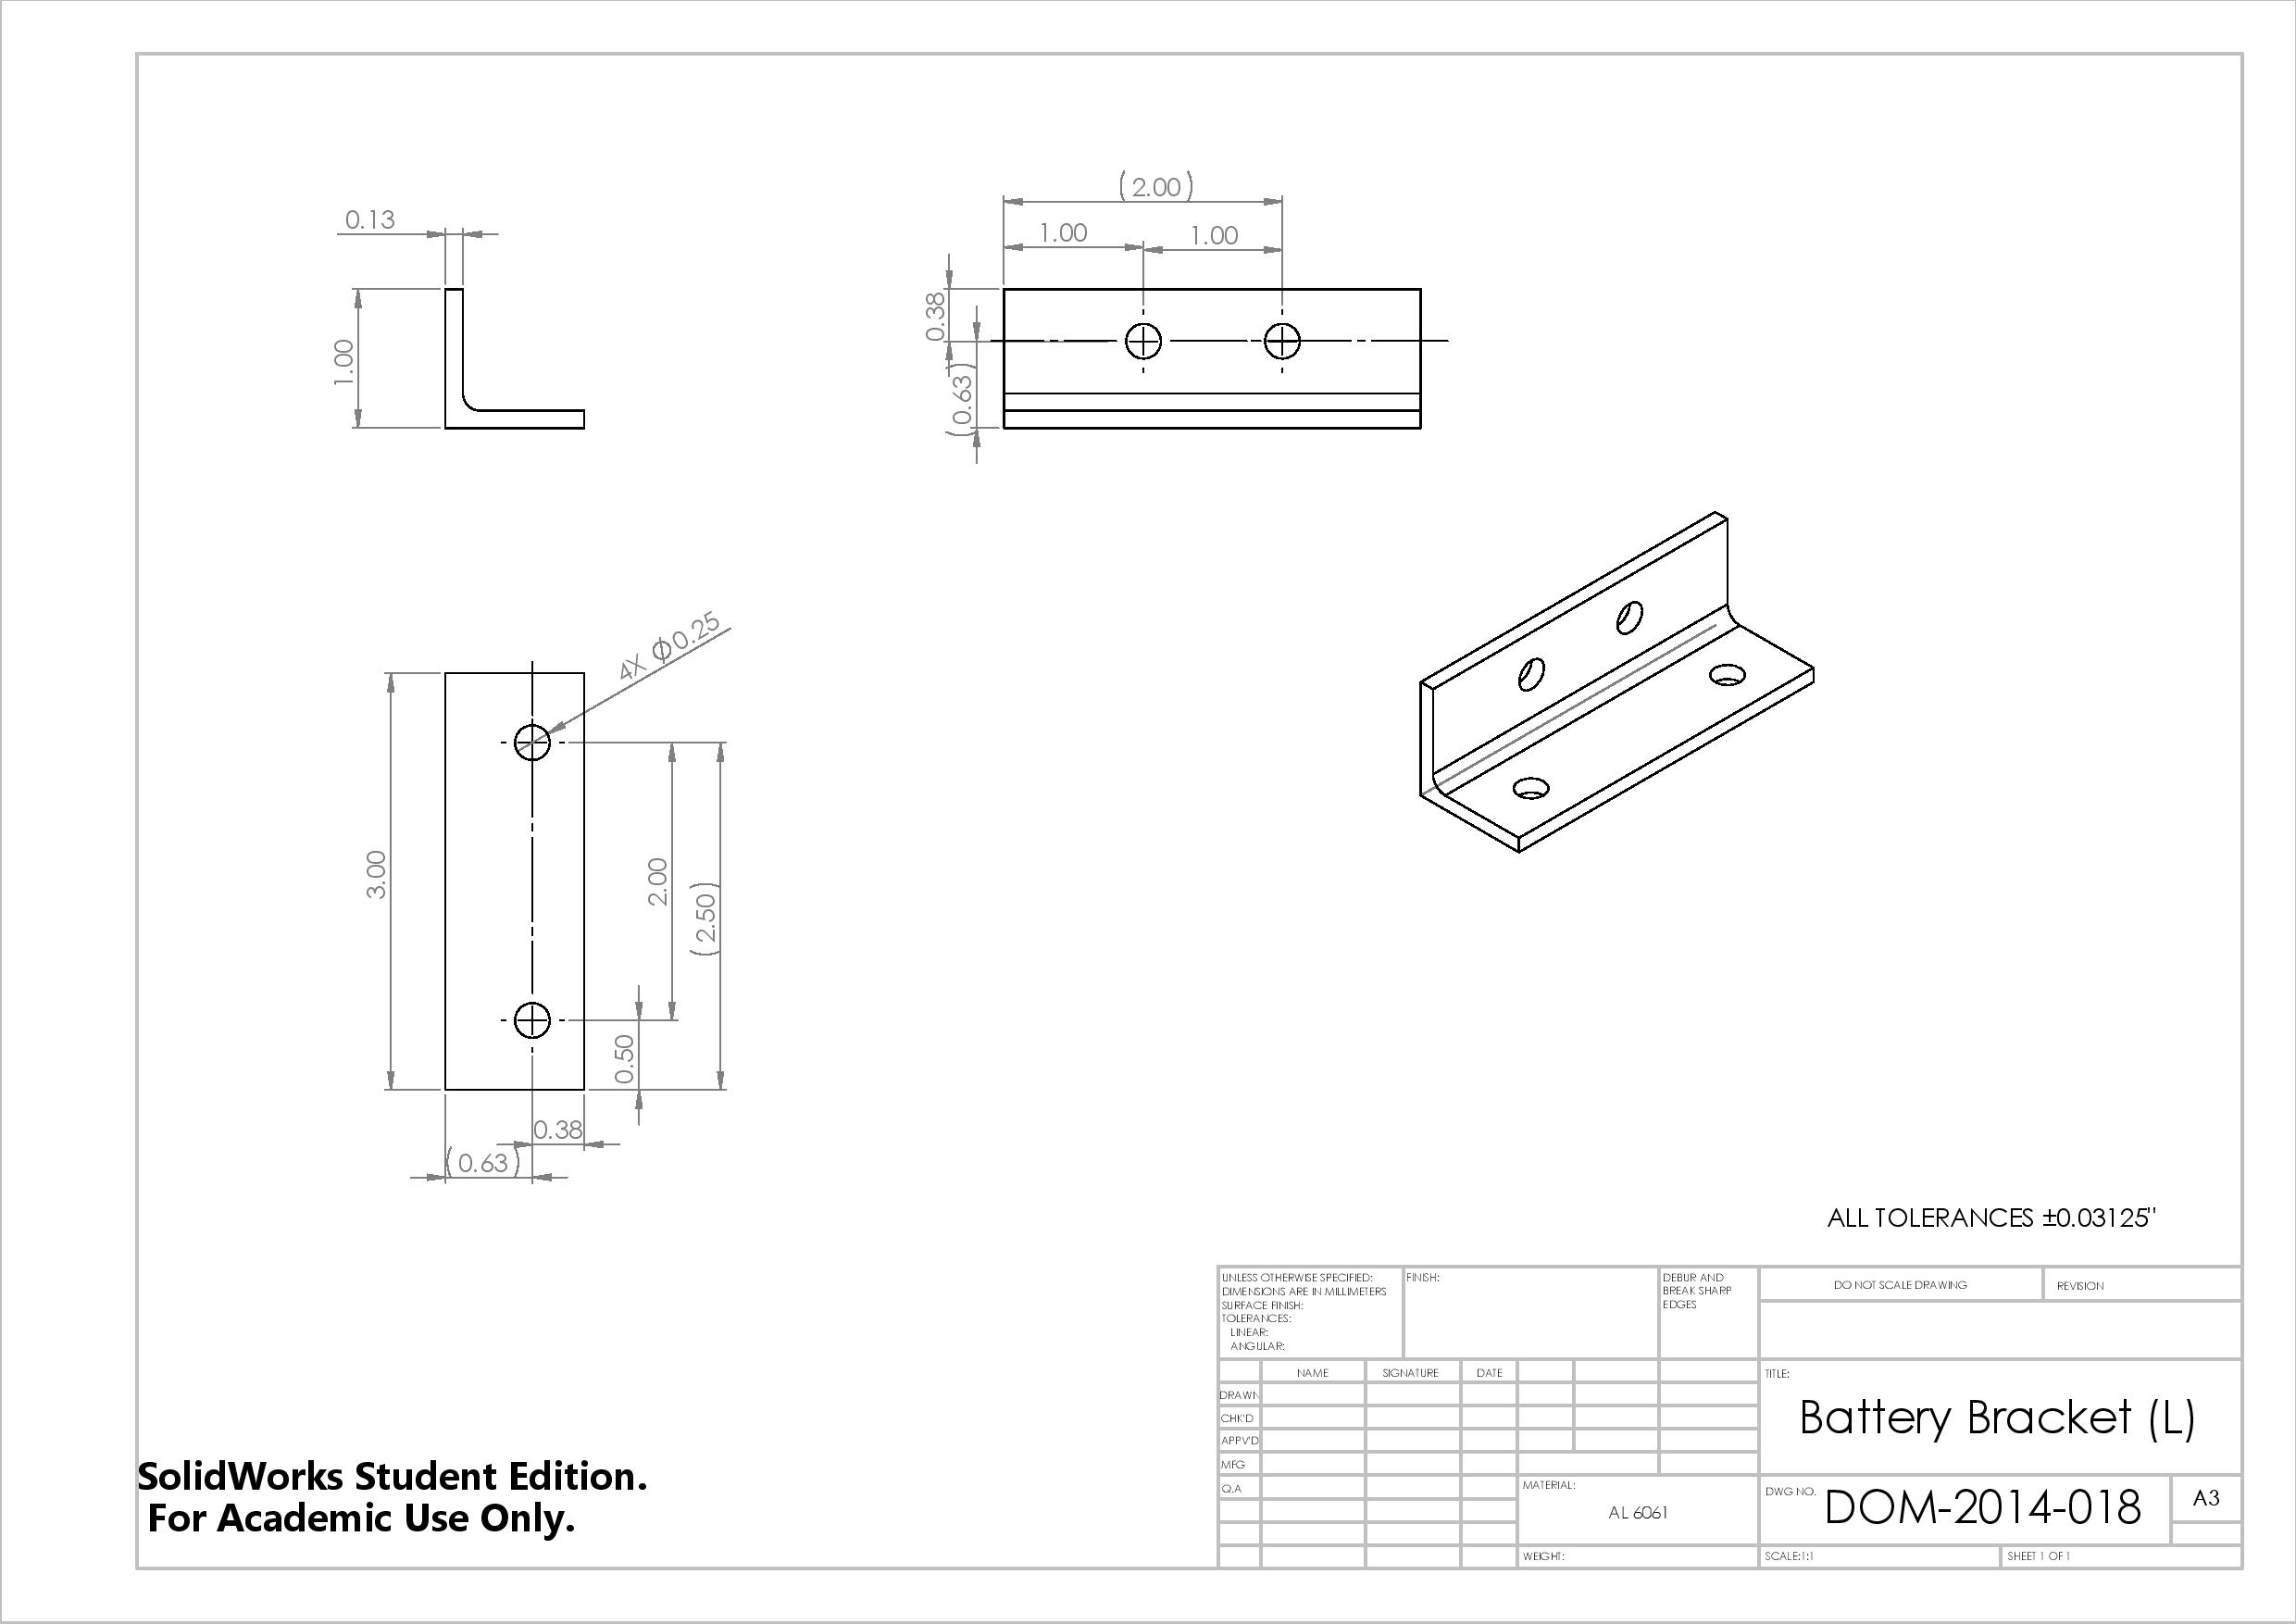 0.13
1.00
(2.00)
1.00
1.00
0.38
(0.63)
4X Φ0.25
3.00
2.00
(2.50)
0.50
0.38
(0.63)
ALL TOLERANCES ±0.03125"
UNLESS OTHERWISE SPECIFIED:
DIMENSIONS ARE IN MILLIMETERS
SURFACE FINISH:
TOLERANCES:
LINEAR:
ANGULAR:
FINISH:
DEBUR AND
BREAK SHARP
EDGES
DO NOT SCALE DRAWING
REVISION
NAME
SIGNATURE
DATE
DRAWN
CHK'D
APPV'D
MFG
Q.A
TITLE:
Battery Bracket (L)
MATERIAL:
AL 6061
DWG NO.
DOM-2014-018
A3
WEIGHT:
SCALE:1:1
SHEET 1 OF 1
SolidWorks Student Edition.
For Academic Use Only.